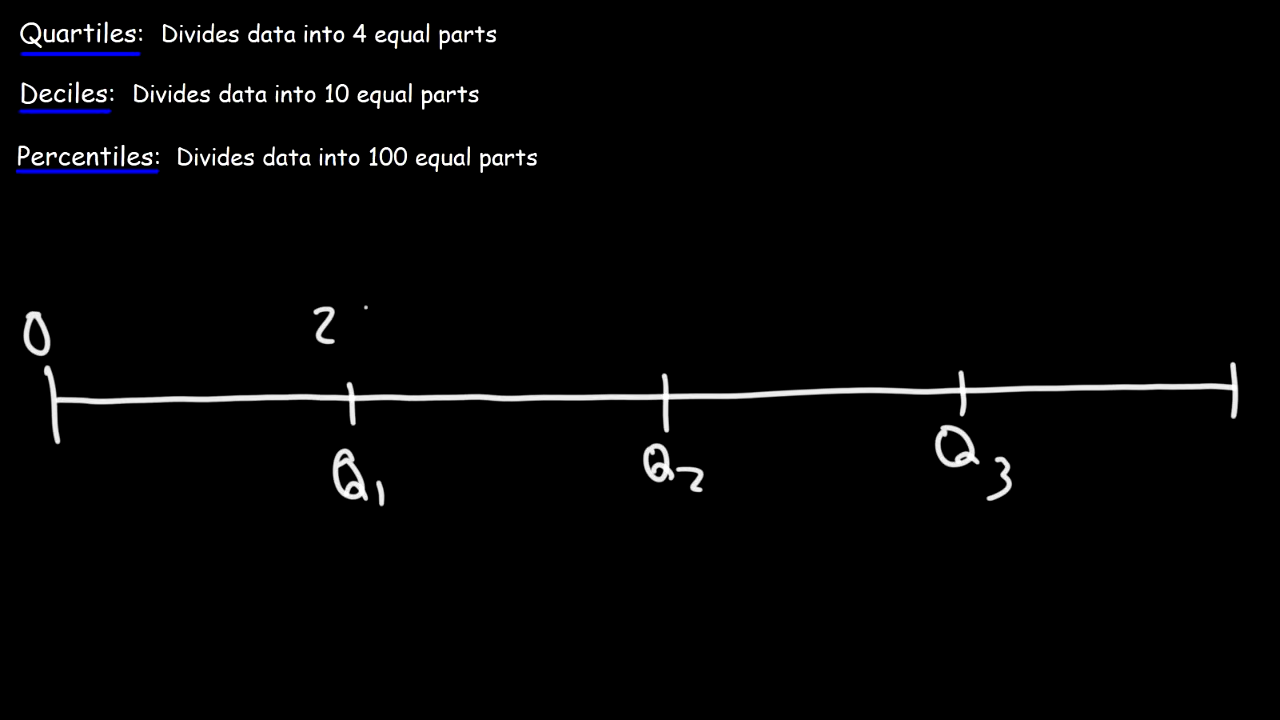 Quartiles: Divides data into 4 equal parts
Deciles: Divides data into 10 equal parts
Percentiles: Divides data into 100 equal parts
0 2
Q1 Q2 Q3